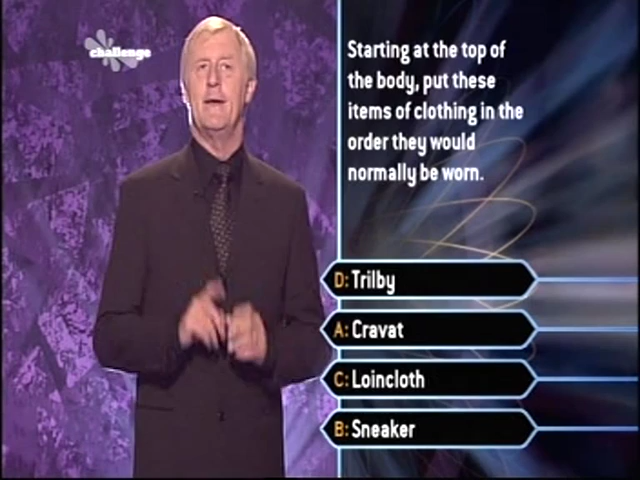 challenge
Starting at the top of
the body, put these
items of clothing in the
order they would
normally be worn.
D: Trilby
A: Cravat
C: Loincloth
B: Sneaker